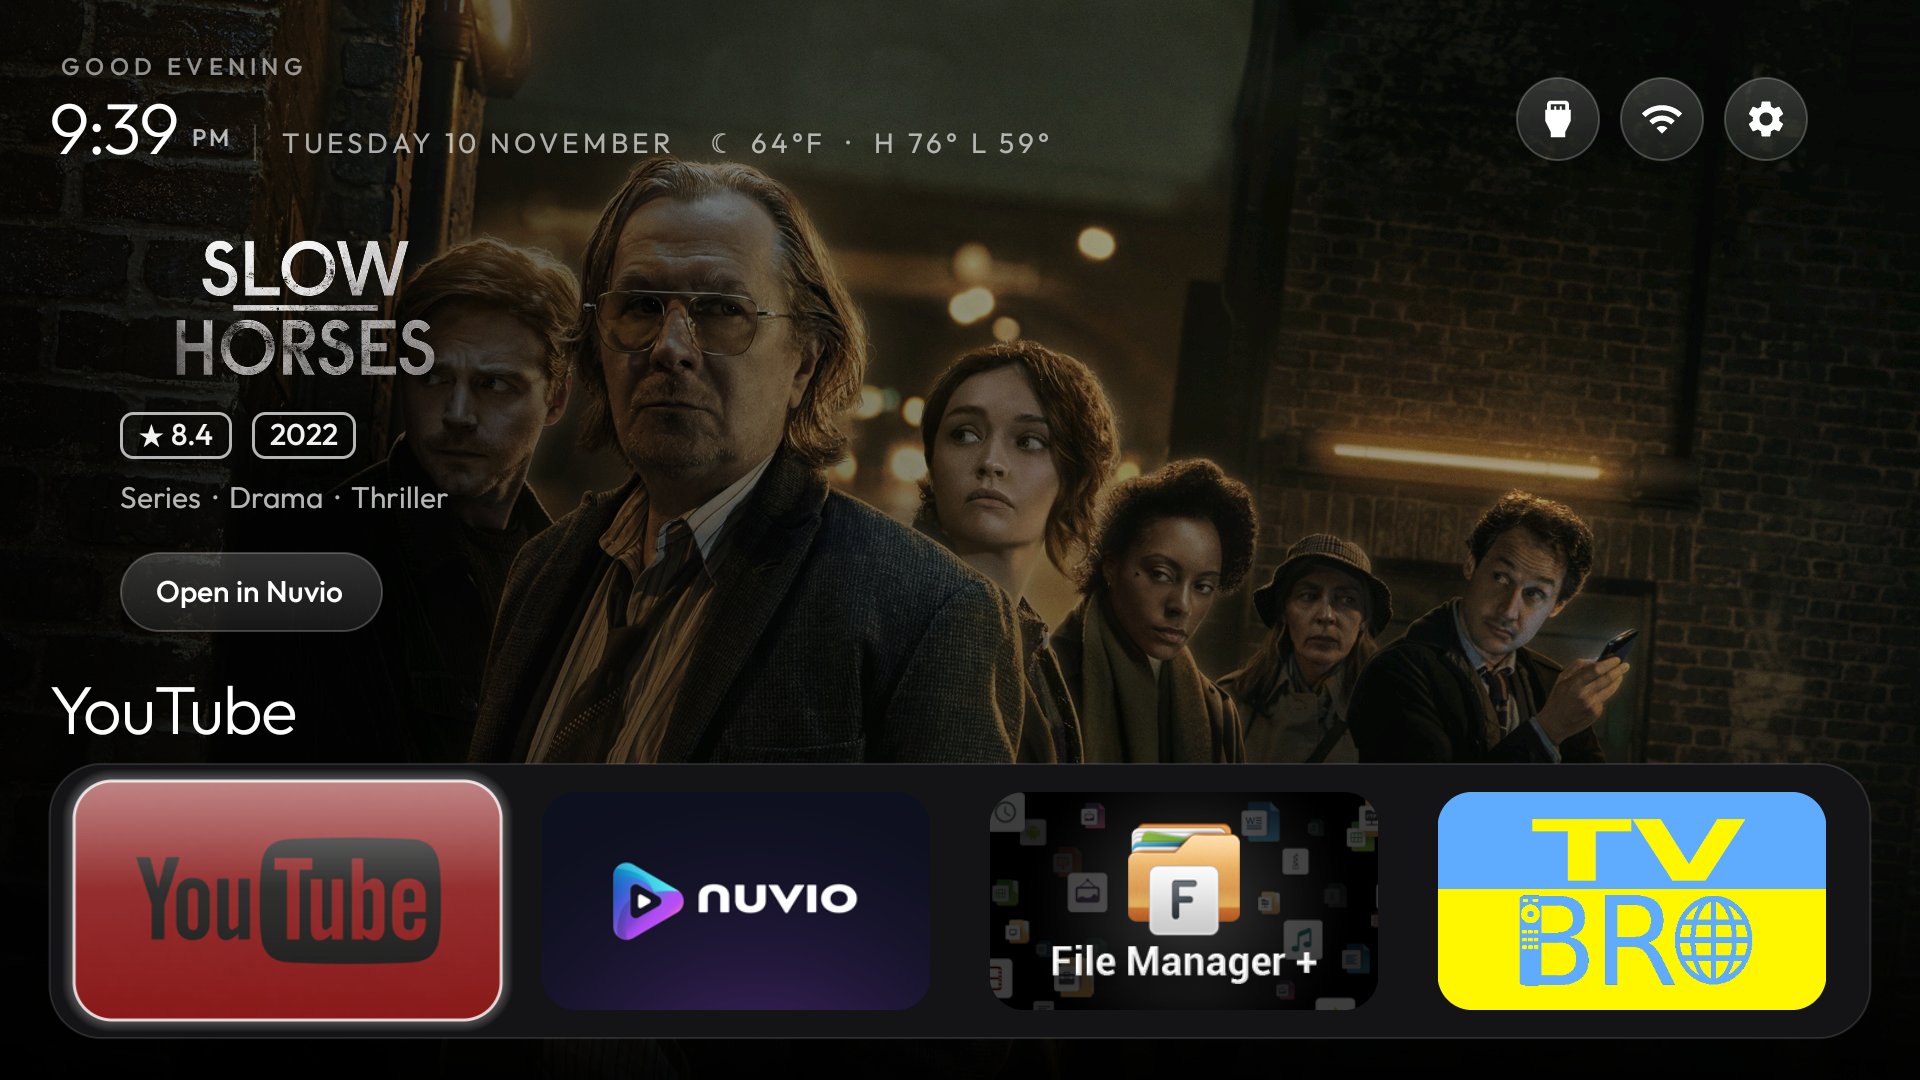 GOOD EVENING
9:39 PM TUESDAY 10 NOVEMBER ☾ 64°F · H 76° L 59°
SLOW
HORSES
★ 8.4 2022
Series · Drama · Thriller
Open in Nuvio
YouTube
YouTube
nuvio
F
File Manager +
TV
BRO